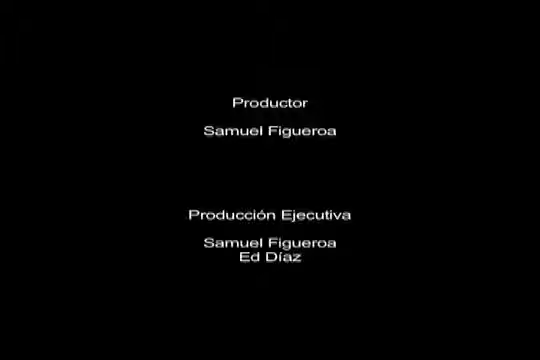 Productor
Samuel Figueroa
Producción Ejecutiva
Samuel Figueroa
Ed Díaz